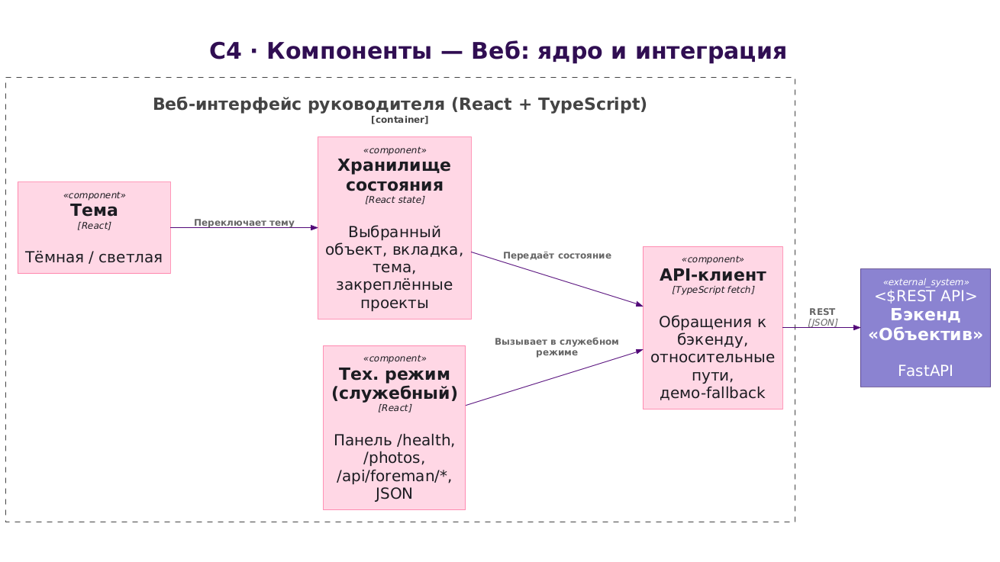 C4 · Компоненты — Веб: ядро и интеграция
Веб-интерфейс руководителя (React + TypeScript)
[container]
«component»
Тема
[React]
Тёмная / светлая
Переключает тему
«component»
Хранилище
состояния
[React state]
Выбранный
объект, вкладка,
тема,
закреплённые
проекты
Передаёт состояние
«component»
Тех. режим
(служебный)
[React]
Панель /health,
/photos,
/api/foreman/*,
JSON
Вызывает в служебном
режиме
«component»
API-клиент
[TypeScript fetch]
Обращения к
бэкенду,
относительные
пути,
демо-fallback
REST
[JSON]
«external_system»
<$REST API>
Бэкенд
«Объектив»
FastAPI